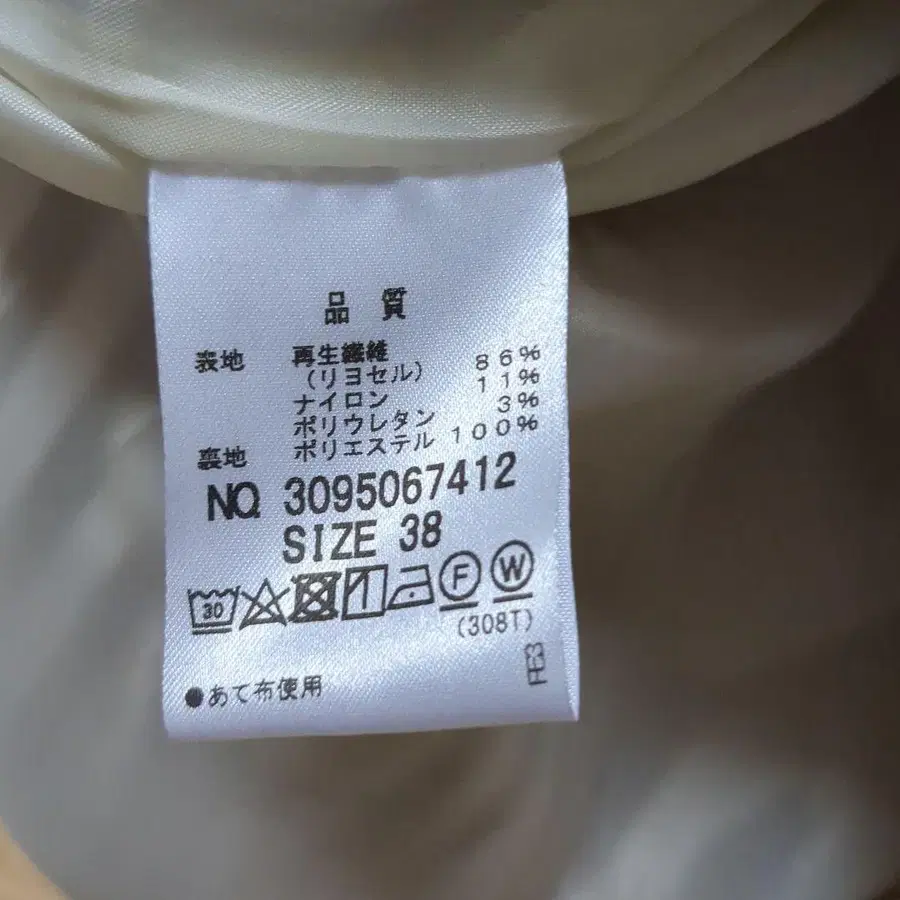 品質
表地 再生繊維
(リヨセル) 86%
ナイロン 11%
ポリウレタン 3%
裏地 ポリエステル 100%
NO. 3095067412
SIZE 38
30 F W
(308T)
●あて布使用